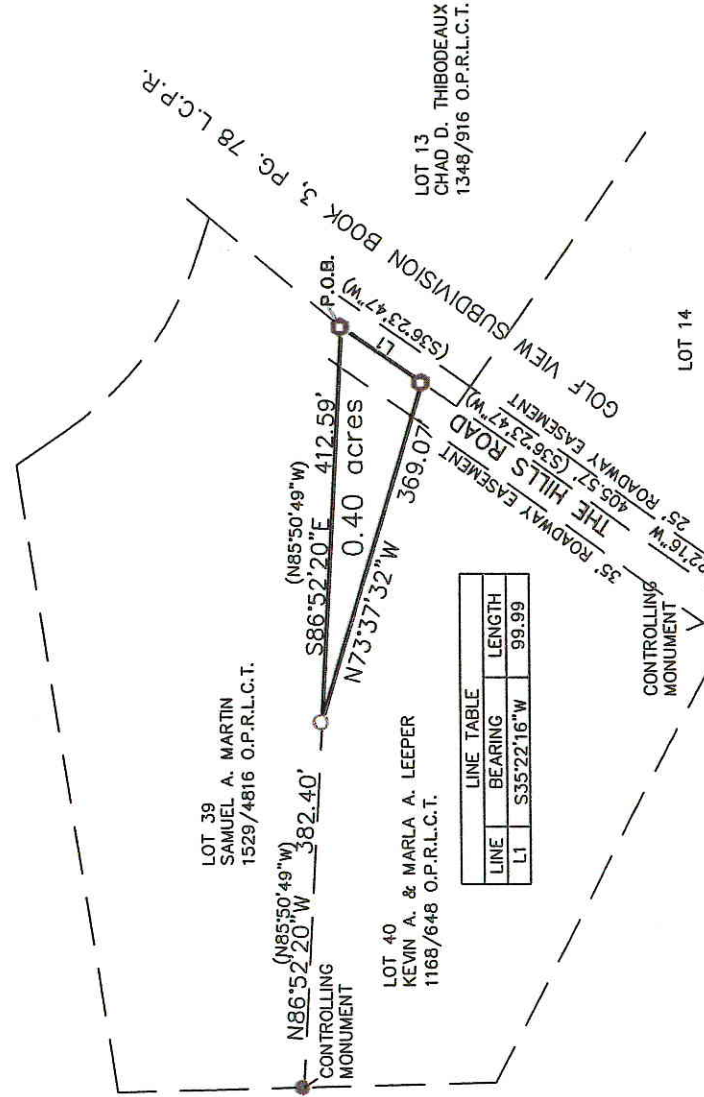 GOLF VIEW SUBDIVISION BOOK 3, PG. 78 L.C.P.R.
LOT 13
CHAD D. THIBODEAUX
1348/916 O.P.R.L.C.T.
P.O.B.
L1
(S36°23'47"W)
(N85°50'49"W)
S86°52'20"E 412.59'
0.40 acres
N73°37'32"W 369.07'
LOT 39
SAMUEL A. MARTIN
1529/4816 O.P.R.L.C.T.
(N85°50'49"W)
N86°52'20"W 382.40'
CONTROLLING
MONUMENT
LOT 40
KEVIN A. & MARLA A. LEEPER
1168/648 O.P.R.L.C.T.
35' ROADWAY EASEMENT
THE HILLS ROAD
22'16"W 405.57' (S36°23'47"W)
25' ROADWAY EASEMENT
LOT 14
CONTROLLING
MONUMENT
LINE TABLE
LINE BEARING LENGTH
L1 S35°22'16"W 99.99